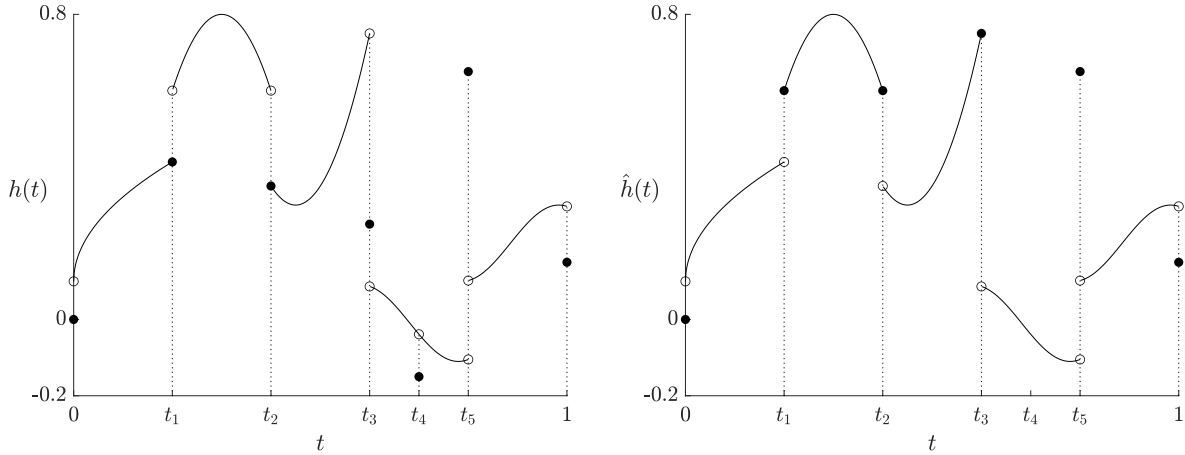 0.8
h(t)
0
-0.2
0 t₁ t₂ t₃ t₄ t₅ 1
t
0.8
ĥ(t)
0
-0.2
0 t₁ t₂ t₃ t₄ t₅ 1
t